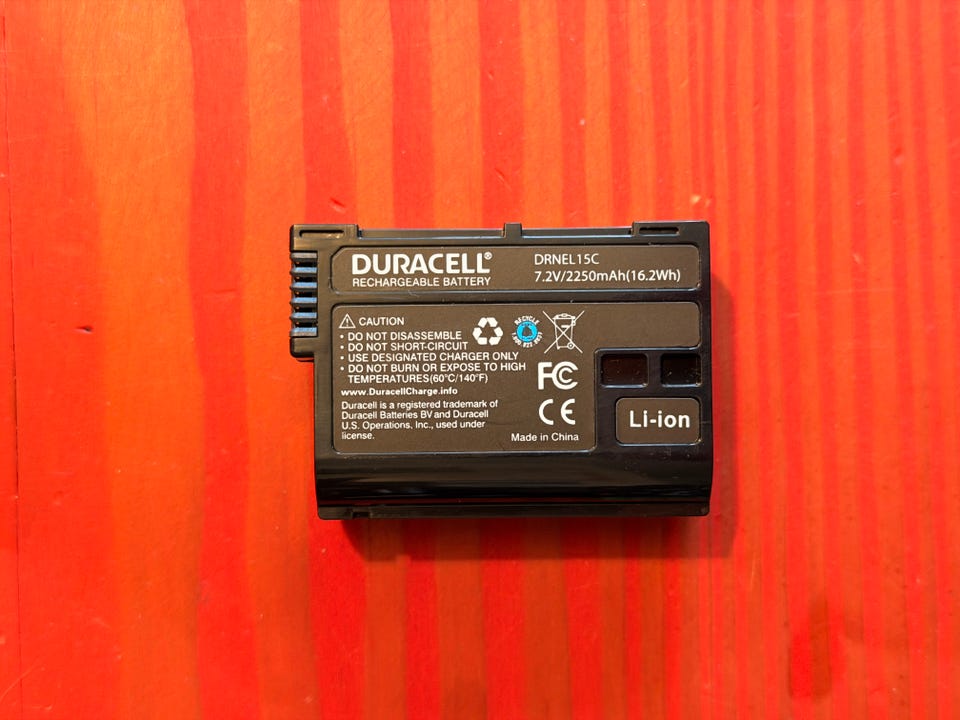 DURACELL®
RECHARGEABLE BATTERY
DRNEL15C
7.2V/2250mAh(16.2Wh)
CAUTION
• DO NOT DISASSEMBLE
• DO NOT SHORT-CIRCUIT
• USE DESIGNATED CHARGER ONLY
• DO NOT BURN OR EXPOSE TO HIGH
TEMPERATURES(60°C/140°F)
www.DuracellCharge.info
Duracell is a registered trademark of
Duracell Batteries BV and Duracell
U.S. Operations, Inc., used under
license.
RECYCLE
FC
CE
Made in China
Li-ion